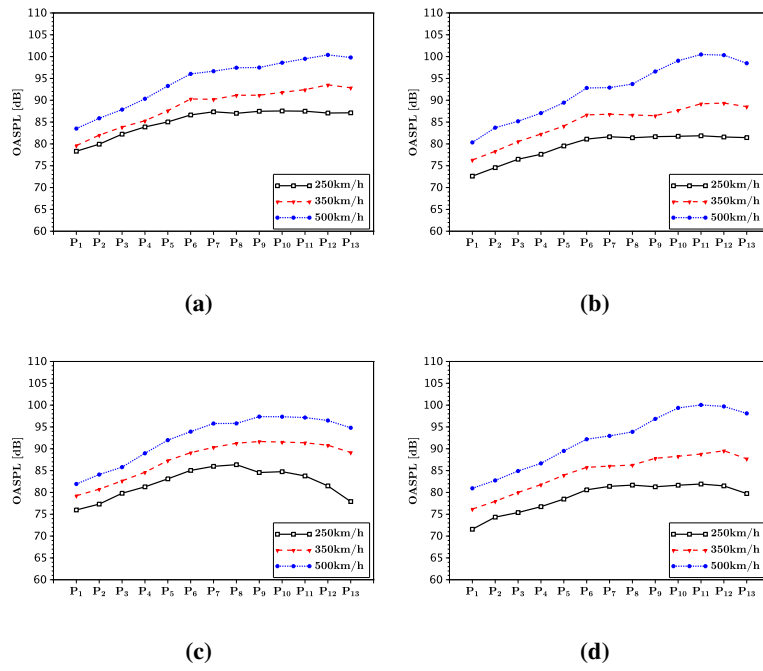 110
105
100
95
90
85
80
75
70
65
60
OASPL [dB]
250km/h
350km/h
500km/h
P₁ P₂ P₃ P₄ P₅ P₆ P₇ P₈ P₉ P₁₀ P₁₁ P₁₂ P₁₃
(a)
110
105
100
95
90
85
80
75
70
65
60
OASPL [dB]
250km/h
350km/h
500km/h
P₁ P₂ P₃ P₄ P₅ P₆ P₇ P₈ P₉ P₁₀ P₁₁ P₁₂ P₁₃
(b)
110
105
100
95
90
85
80
75
70
65
60
OASPL [dB]
250km/h
350km/h
500km/h
P₁ P₂ P₃ P₄ P₅ P₆ P₇ P₈ P₉ P₁₀ P₁₁ P₁₂ P₁₃
(c)
110
105
100
95
90
85
80
75
70
65
60
OASPL [dB]
250km/h
350km/h
500km/h
P₁ P₂ P₃ P₄ P₅ P₆ P₇ P₈ P₉ P₁₀ P₁₁ P₁₂ P₁₃
(d)